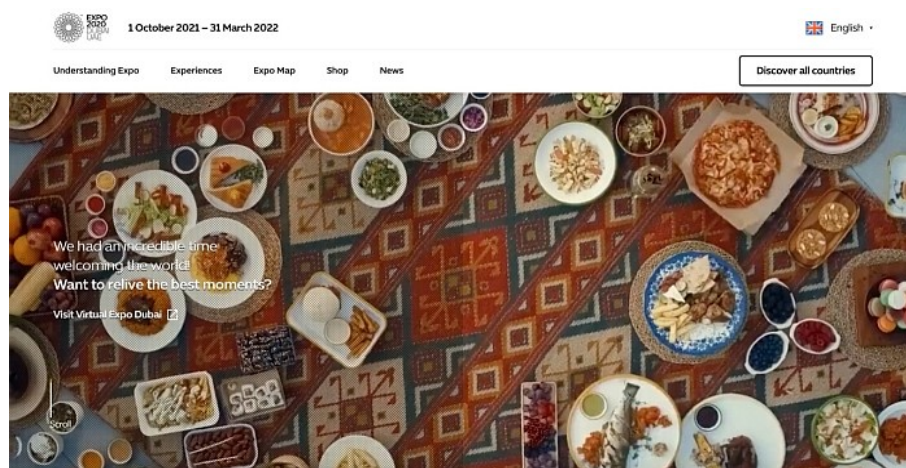 EXPO
2020
DUBAI
UAE
1 October 2021 – 31 March 2022
English
Understanding Expo
Experiences
Expo Map
Shop
News
Discover all countries
We had an incredible time
welcoming the world!
Want to relive the best moments?
Visit Virtual Expo Dubai
Scroll